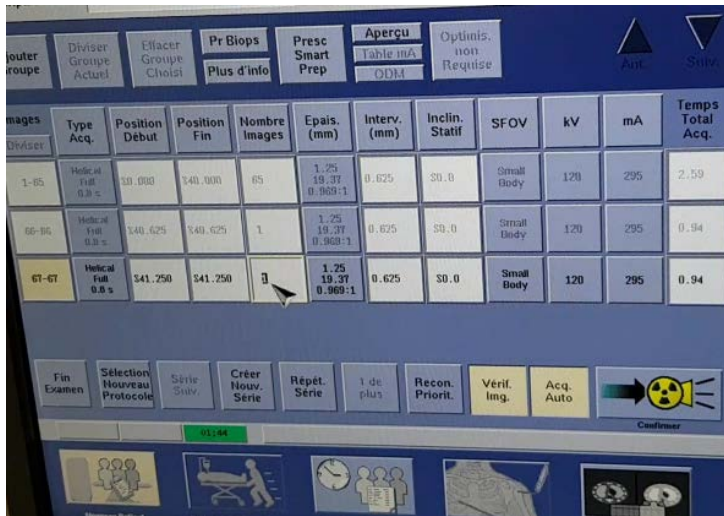 jouter
Groupe
Diviser
Groupe
Actuel
Effacer
Groupe
Choisi
Pr Biops
Plus d'info
Presc
Smart
Prep
Aperçu
Table mA
ODM
Optimis.
non
Requise
Ant.
Suiv.
mages
Diviser
Type
Acq.
Position
Début
Position
Fin
Nombre
Images
Epais.
(mm)
Interv.
(mm)
Inclin.
Statif
SFOV
kV
mA
Temps
Total
Acq.
1-65
Helical
Full
0.8 s
S0.000
S40.000
65
1.25
19.37
0.969:1
0.625
S0.0
Small
Body
120
295
2.59
66-66
Helical
Full
0.8 s
S40.625
S40.625
1
1.25
19.37
0.969:1
0.625
S0.0
Small
Body
120
295
0.94
67-67
Helical
Full
0.8 s
S41.250
S41.250
1
1.25
19.37
0.969:1
0.625
S0.0
Small
Body
120
295
0.94
Fin
Examen
Sélection
Nouveau
Protocole
Série
Suiv.
Créer
Nouv.
Série
Répét.
Série
1 de
plus
Recon.
Priorit.
Vérif.
Img.
Acq.
Auto
Confirmer
01:44